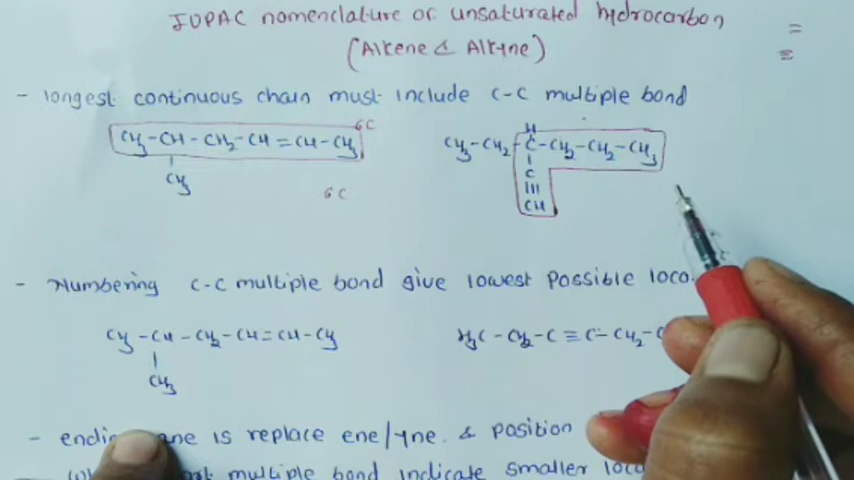 IUPAC nomenclature of unsaturated hydrocarbon =
(Alkene & Alkyne) ≡
- longest continuous chain must include C-C multiple bond
CH3-CH-CH2-CH=CH-CH3 6C
CH3
6C
H
CH3-CH2-C-CH2-CH2-CH3
C
|||
CH
- Numbering C-C multiple bond give lowest possible loca
CH3-CH-CH2-CH=CH-CH3
CH3
H3C-CH2-C≡C-CH2-C
- ane is replace ene/yne. & position
multiple bond indicate smaller loca